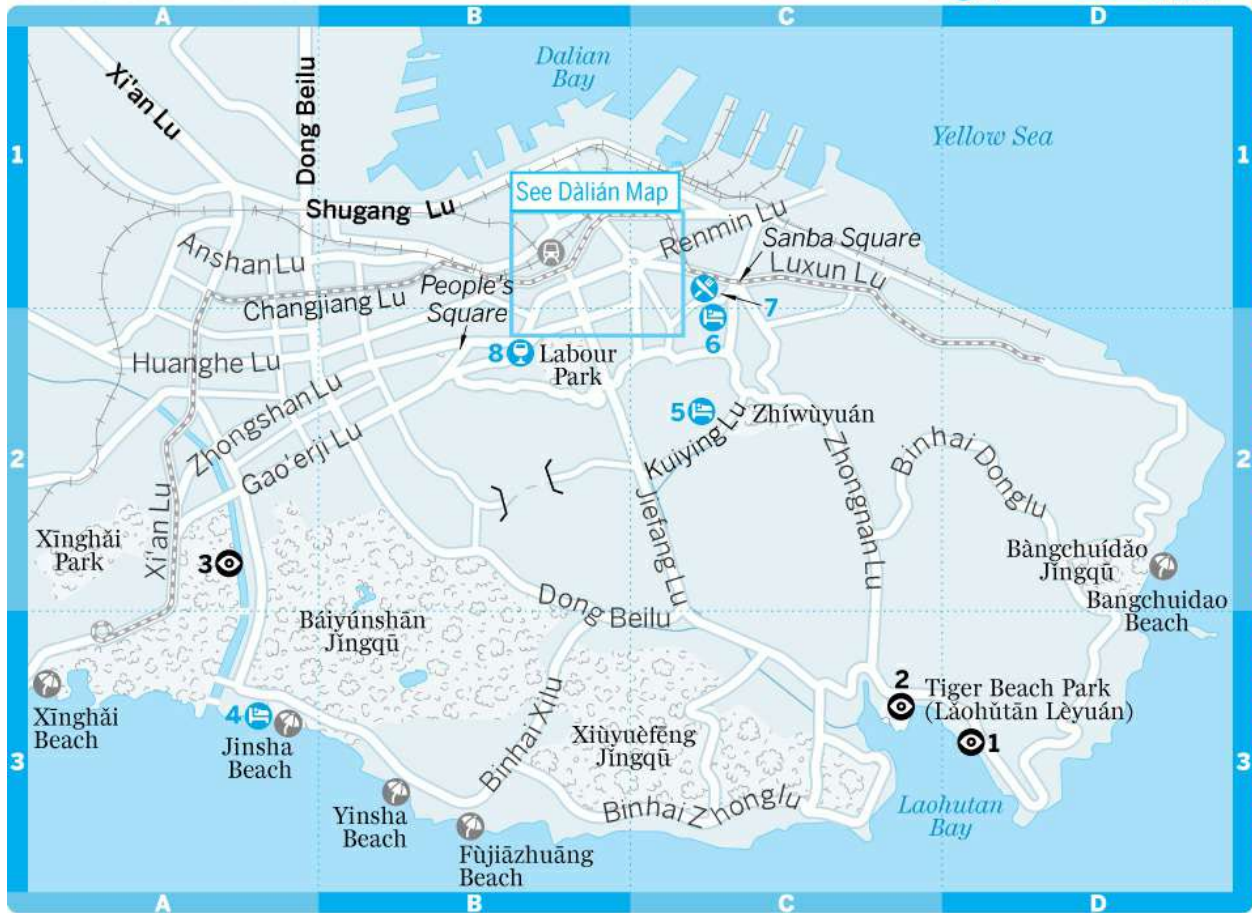 A
B
C
D
Dalian
Bay
Xi'an Lu
Dong Beilu
Yellow Sea
1
1
See Dàlián Map
Shugang Lu
Renmin Lu
Sanba Square
Anshan Lu
Luxun Lu
People's
Square
Changjiang Lu
7
6
8
Labour
Park
Huanghe Lu
Zhongshan Lu
5
Zhíwùyuán
Kuiying Lu
Gao'erji Lu
Binhai Donglu
2
2
Zhongnan Lu
Jiefang Lu
Xi'an Lu
Xīnghǎi
Park
3
Bàngchuídǎo
Jǐngqū
Bangchuidao
Beach
Dong Beilu
Báiyúnshān
Jǐngqū
2
Tiger Beach Park
(Lǎohǔtān Lèyuán)
1
4
Xīnghǎi
Beach
Jinsha
Beach
Binhai Xilu
Xiùyuèfēng
Jǐngqū
3
3
Yinsha
Beach
Binhai Zhonglu
Laohutan
Bay
Fùjiāzhuāng
Beach
A
B
C
D